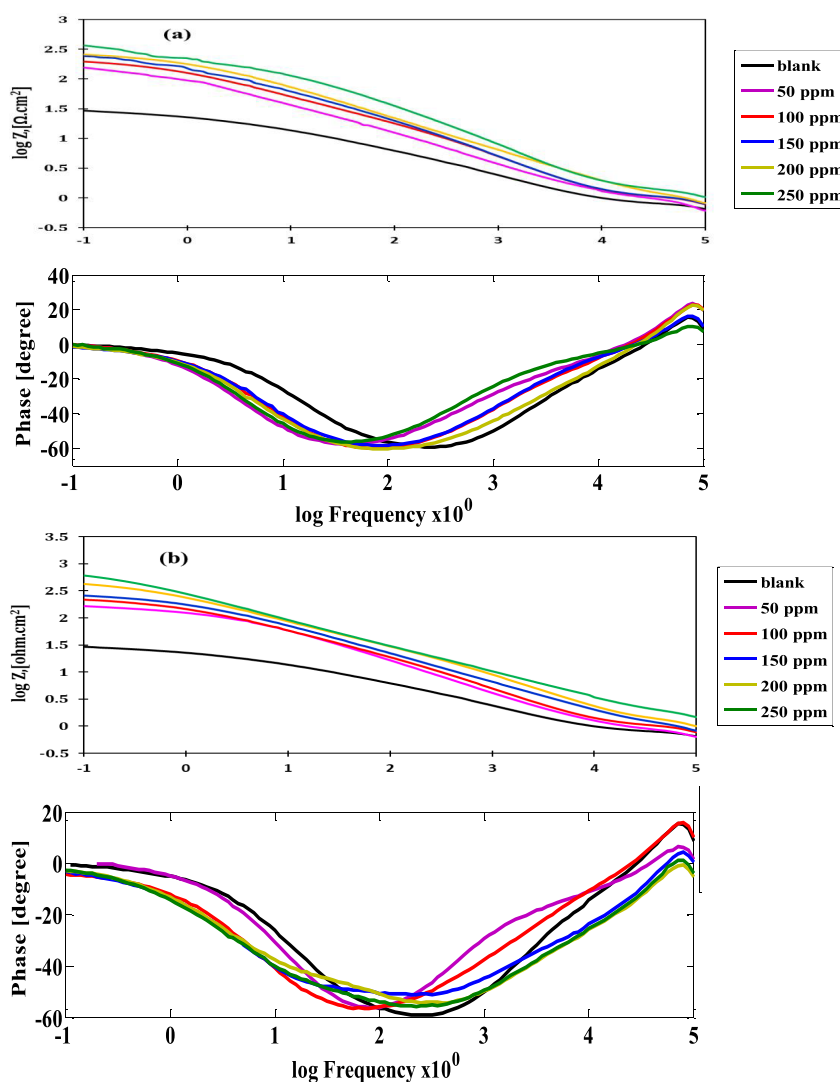 (a)
log Zi[Ω.cm²]
3
2.5
2
1.5
1
0.5
0
-0.5
-1 0 1 2 3 4 5
blank
50 ppm
100 ppm
150 ppm
200 ppm
250 ppm
Phase [degree]
40
20
0
-20
-40
-60
-1 0 1 2 3 4 5
log Frequency x10⁰
(b)
log Zi[ohm.cm²]
3.5
3
2.5
2
1.5
1
0.5
0
-0.5
-1 0 1 2 3 4 5
blank
50 ppm
100 ppm
150 ppm
200 ppm
250 ppm
Phase [degree]
20
0
-20
-40
-60
-1 0 1 2 3 4 5
log Frequency x10⁰